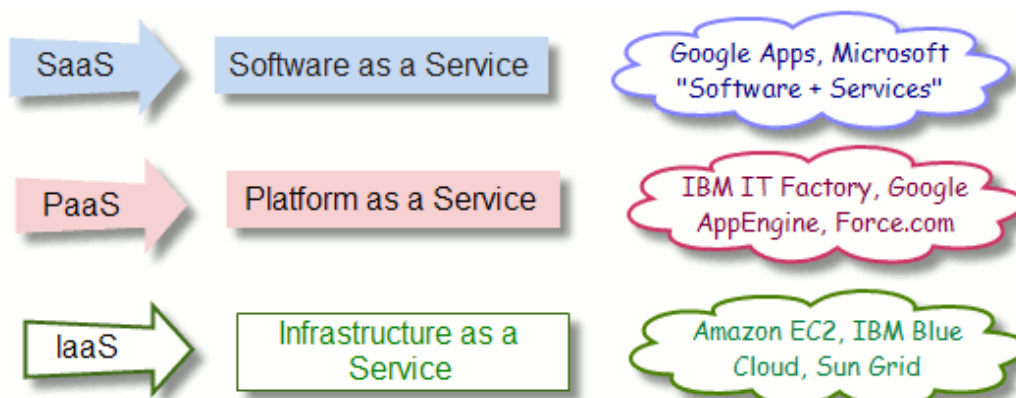 SaaS
Software as a Service
Google Apps, Microsoft
"Software + Services"
PaaS
Platform as a Service
IBM IT Factory, Google
AppEngine, Force.com
IaaS
Infrastructure as a
Service
Amazon EC2, IBM Blue
Cloud, Sun Grid